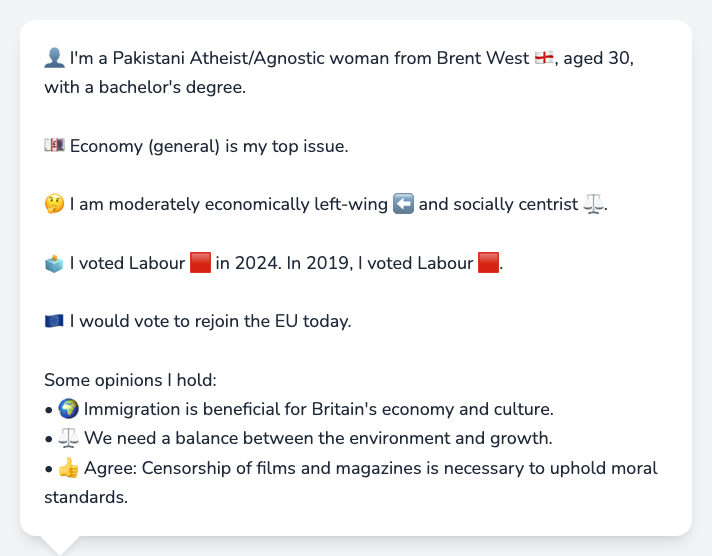 👤 I'm a Pakistani Atheist/Agnostic woman from Brent West 🏴󠁧󠁢󠁥󠁮󠁧󠁿, aged 30,
with a bachelor's degree.
💷 Economy (general) is my top issue.
🤔 I am moderately economically left-wing ⬅️ and socially centrist ⚖️.
🗳️ I voted Labour 🟥 in 2024. In 2019, I voted Labour 🟥.
🇪🇺 I would vote to rejoin the EU today.
Some opinions I hold:
• 🌍 Immigration is beneficial for Britain's economy and culture.
• ⚖️ We need a balance between the environment and growth.
• 👍 Agree: Censorship of films and magazines is necessary to uphold moral
standards.